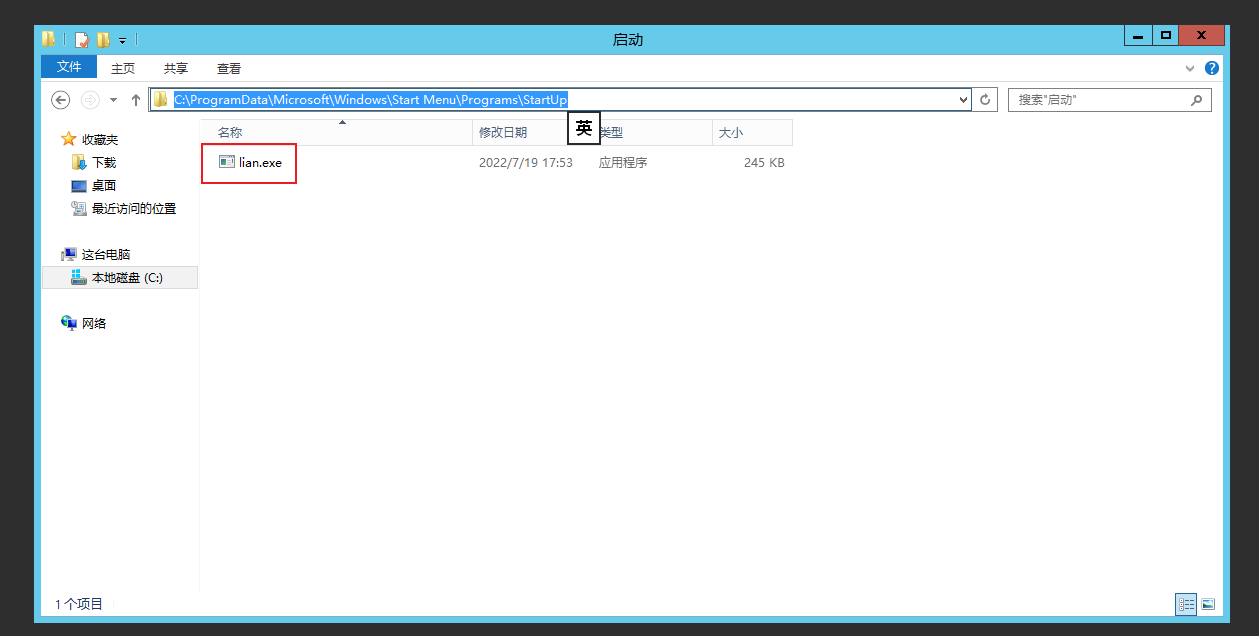 启动
文件 主页 共享 查看
C:\ProgramData\Microsoft\Windows\Start Menu\Programs\StartUp 搜索"启动"
英
收藏夹
下载
桌面
最近访问的位置
这台电脑
本地磁盘 (C:)
网络
名称 修改日期 类型 大小
lian.exe 2022/7/19 17:53 应用程序 245 KB
1 个项目